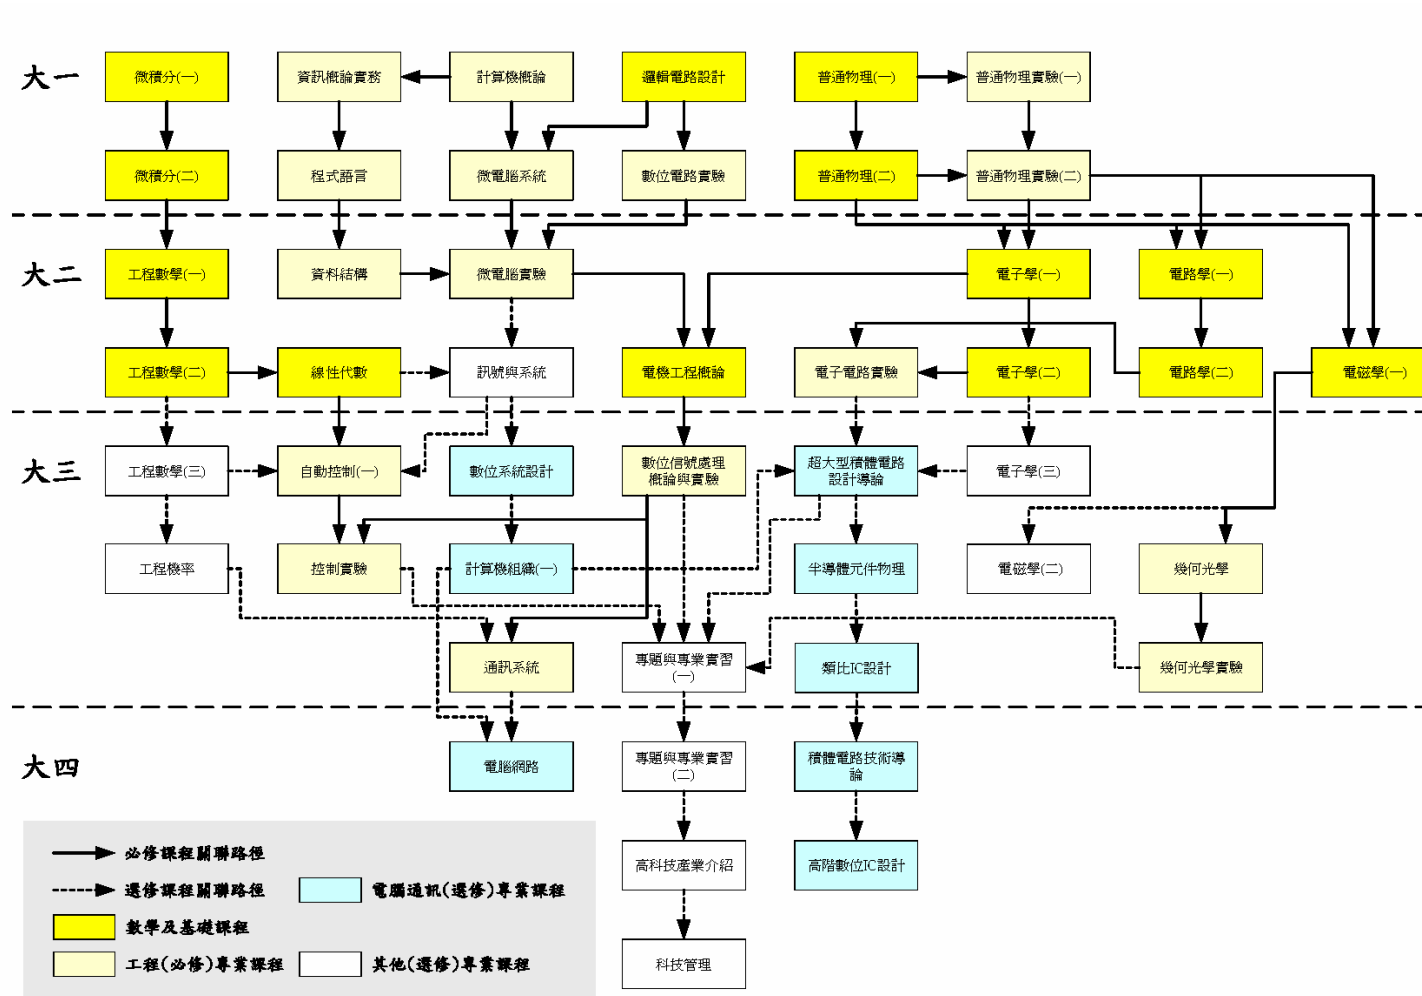 大一
微積分(一)
資訊概論實務
計算機概論
邏輯電路設計
普通物理(一)
普通物理實驗(一)
微積分(二)
程式語言
微電腦系統
數位電路實驗
普通物理(二)
普通物理實驗(二)
大二
工程數學(一)
資料結構
微電腦實驗
電子學(一)
電路學(一)
工程數學(二)
線性代數
訊號與系統
電機工程概論
電子電路實驗
電子學(二)
電路學(二)
電磁學(一)
大三
工程數學(三)
自動控制(一)
數位系統設計
數位信號處理
概論與實驗
超大型積體電路
設計導論
電子學(三)
工程機率
控制實驗
計算機組織(一)
半導體元件物理
電磁學(二)
幾何光學
通訊系統
專題與專業實習
(一)
類比IC設計
幾何光學實驗
大四
電腦網路
專題與專業實習
(二)
積體電路技術導
論
高科技產業介紹
高階數位IC設計
科技管理
必修課程關聯路徑
選修課程關聯路徑
電腦通訊(選修)專業課程
數學及基礎課程
工程(必修)專業課程
其他(選修)專業課程